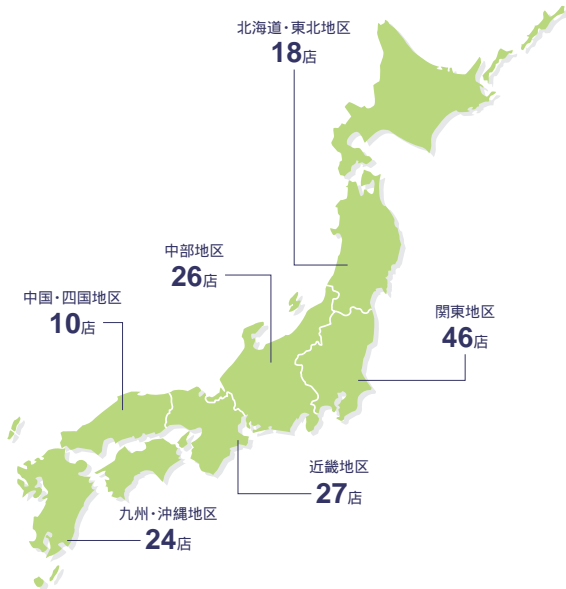 北海道・東北地区
18店
中部地区
26店
中国・四国地区
10店
関東地区
46店
近畿地区
27店
九州・沖縄地区
24店